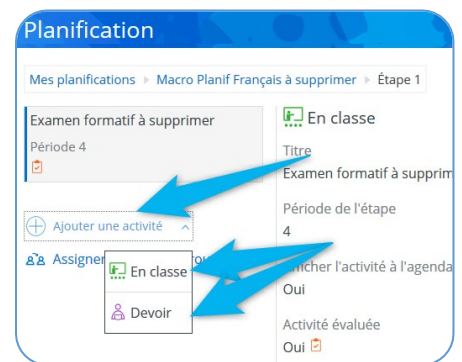 Planification
Mes planifications Macro Planif Français à supprimer Étape 1
Examen formatif à supprimer
Période 4
Ajouter une activité
Assigner
En classe
Devoir
En classe
Titre
Examen formatif à supprim
Période de l'étape
4
l'activité à l'agenda
Oui
Activité évaluée
Oui